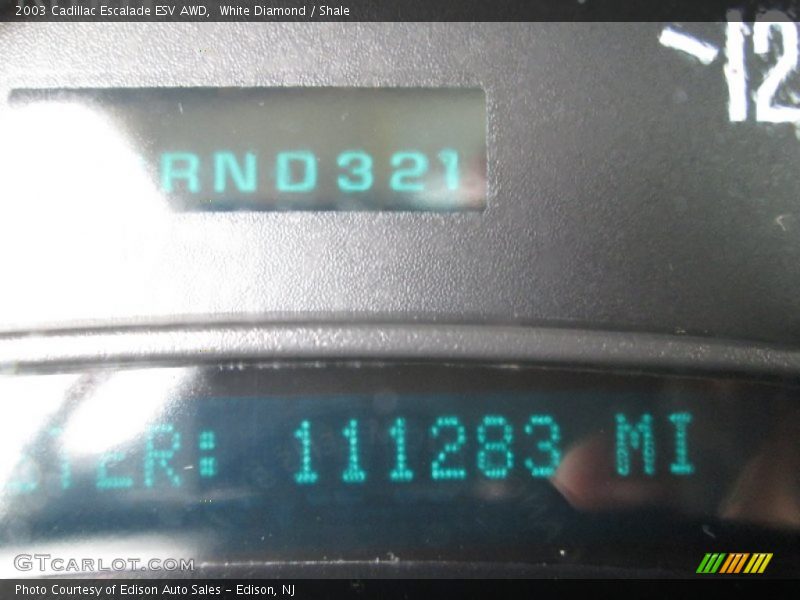 2003 Cadillac Escalade ESV AWD,  White Diamond / Shale
12
RND321
TER: 111283 MI
GTCARLOT.COM
Photo Courtesy of Edison Auto Sales - Edison, NJ